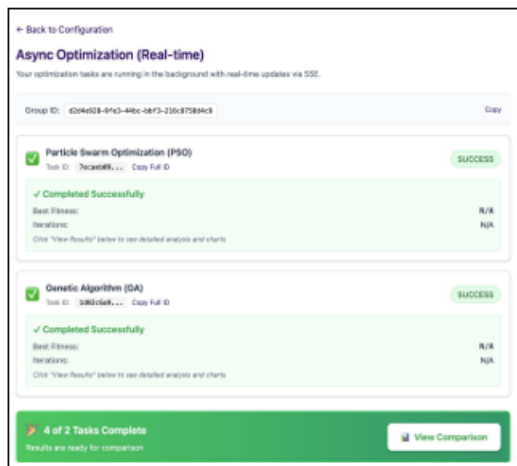 ← Back to Configuration
Async Optimization (Real-time)
Your optimization tasks are running in the background with real-time updates via SSE.
Group ID: Copy
Particle Swarm Optimization (PSO) SUCCESS
Task ID: Copy Full ID
✓ Completed Successfully
Best Fitness: N/A
Iterations: N/A
Click "View Results" below to see detailed analysis and charts
Genetic Algorithm (GA) SUCCESS
Task ID: Copy Full ID
✓ Completed Successfully
Best Fitness: N/A
Iterations: N/A
Click "View Results" below to see detailed analysis and charts
4 of 2 Tasks Complete
Results are ready for comparison
View Comparison